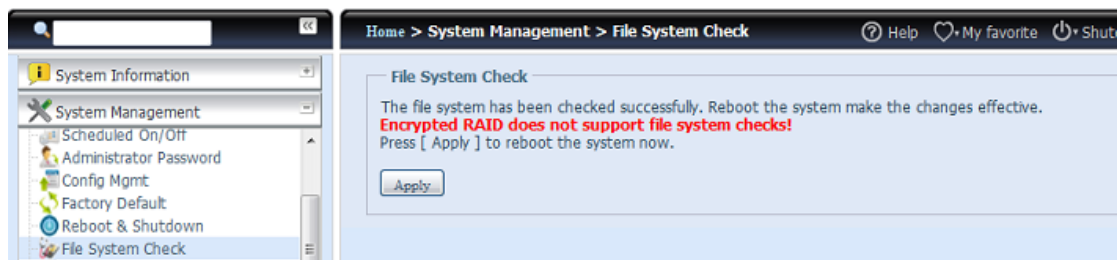 Home > System Management > File System Check
Help
My favorite
Shut
System Information
System Management
Scheduled On/Off
Administrator Password
Config Mgmt
Factory Default
Reboot & Shutdown
File System Check
File System Check
The file system has been checked successfully. Reboot the system make the changes effective.
Encrypted RAID does not support file system checks!
Press [ Apply ] to reboot the system now.
Apply